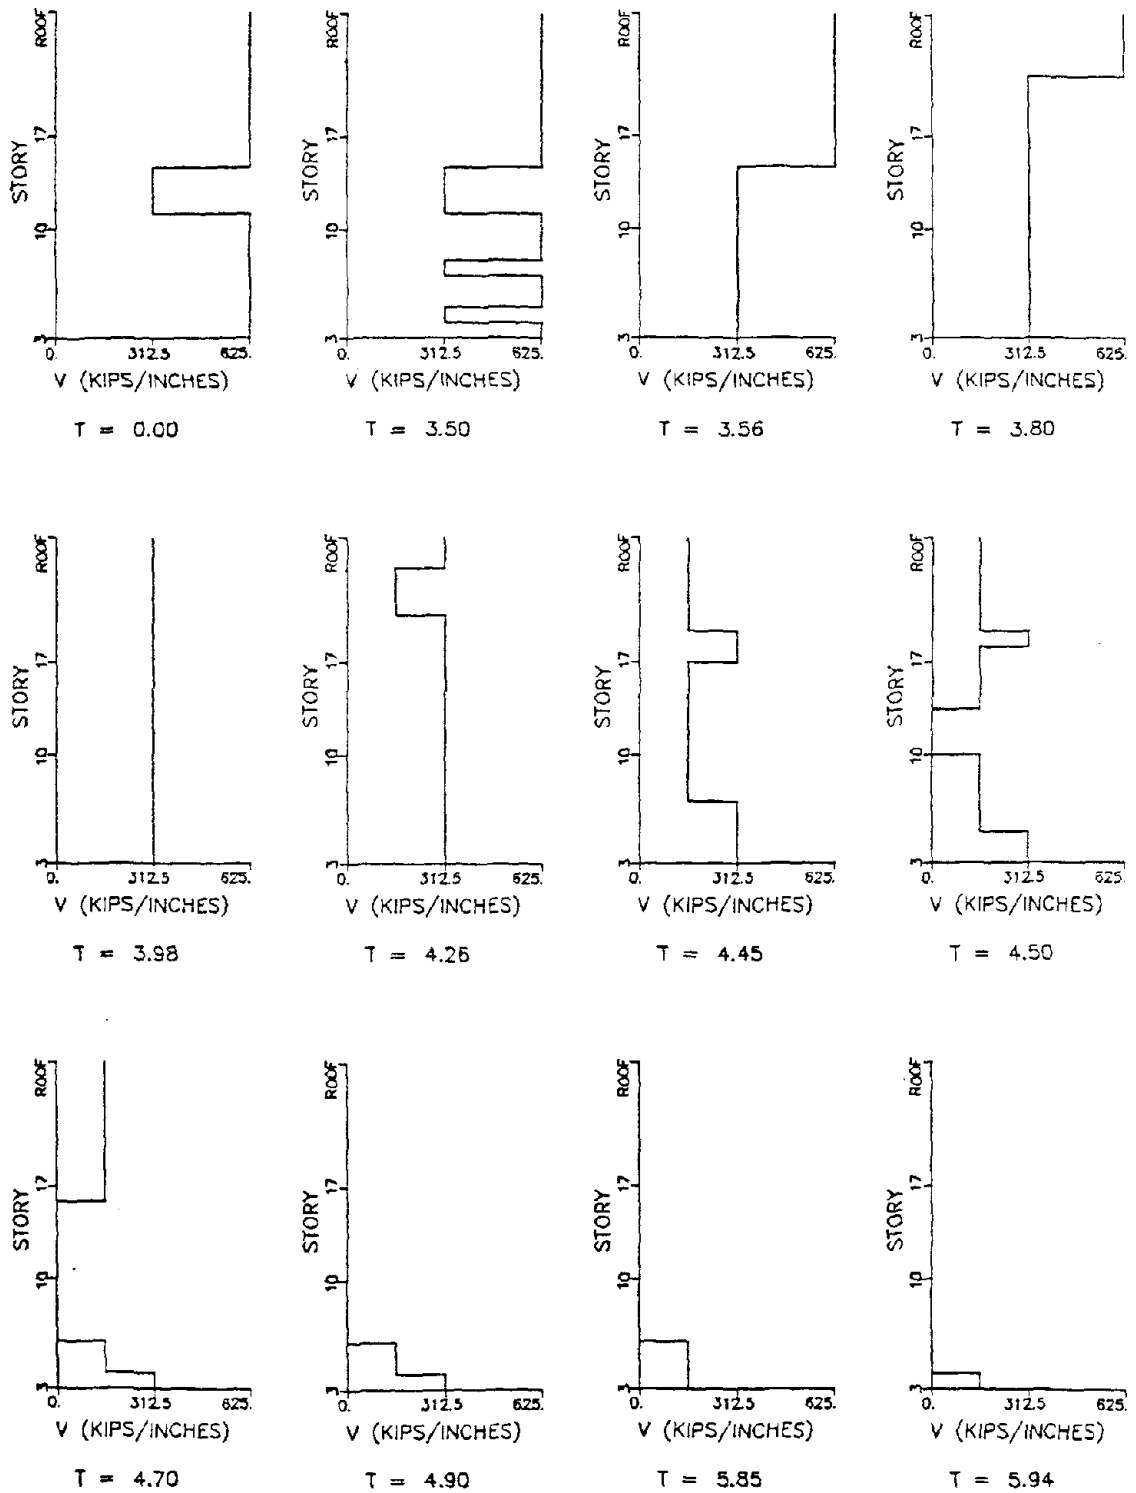 ROOF
17
STORY
10
3
0. 312.5 625.
V (KIPS/INCHES)
T = 0.00
ROOF
17
STORY
10
3
0. 312.5 625.
V (KIPS/INCHES)
T = 3.50
ROOF
17
STORY
10
3
0. 312.5 625.
V (KIPS/INCHES)
T = 3.56
ROOF
17
STORY
10
3
0. 312.5 625.
V (KIPS/INCHES)
T = 3.80
ROOF
17
STORY
10
3
0. 312.5 625.
V (KIPS/INCHES)
T = 3.98
ROOF
17
STORY
10
3
0. 312.5 625.
V (KIPS/INCHES)
T = 4.26
ROOF
17
STORY
10
3
0. 312.5 625.
V (KIPS/INCHES)
T = 4.45
ROOF
17
STORY
10
3
0. 312.5 625.
V (KIPS/INCHES)
T = 4.50
ROOF
17
STORY
10
3
0. 312.5 625.
V (KIPS/INCHES)
T = 4.70
ROOF
17
STORY
10
3
0. 312.5 625.
V (KIPS/INCHES)
T = 4.90
ROOF
17
STORY
10
3
0. 312.5 625.
V (KIPS/INCHES)
T = 5.85
ROOF
17
STORY
10
3
0. 312.5 625.
V (KIPS/INCHES)
T = 5.94